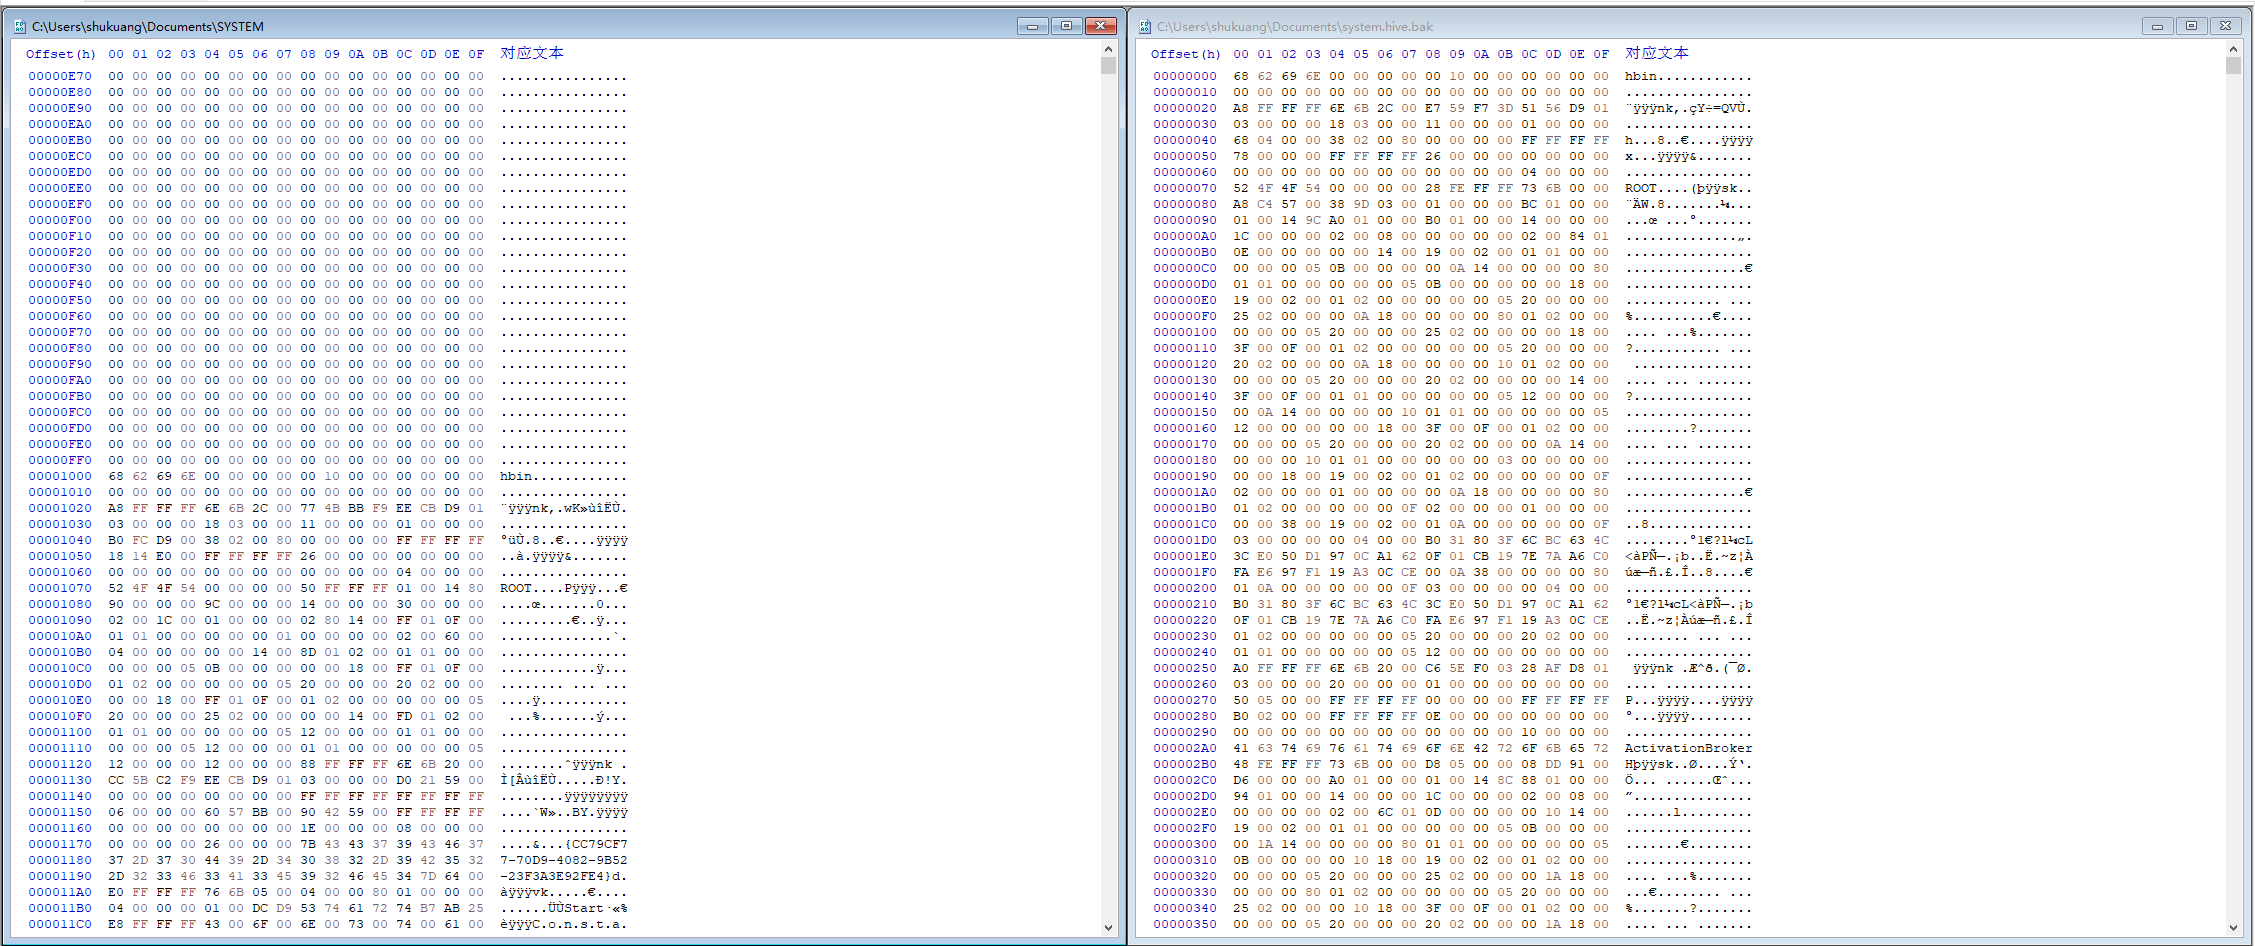 C:\Users\shukuang\Documents\SYSTEM
Offset(h) 00 01 02 03 04 05 06 07 08 09 0A 0B 0C 0D 0E 0F 对应文本
00000E70 00 00 00 00 00 00 00 00 00 00 00 00 00 00 00 00 ................
00000E80 00 00 00 00 00 00 00 00 00 00 00 00 00 00 00 00 ................
00000E90 00 00 00 00 00 00 00 00 00 00 00 00 00 00 00 00 ................
00000EA0 00 00 00 00 00 00 00 00 00 00 00 00 00 00 00 00 ................
00000EB0 00 00 00 00 00 00 00 00 00 00 00 00 00 00 00 00 ................
00000EC0 00 00 00 00 00 00 00 00 00 00 00 00 00 00 00 00 ................
00000ED0 00 00 00 00 00 00 00 00 00 00 00 00 00 00 00 00 ................
00000EE0 00 00 00 00 00 00 00 00 00 00 00 00 00 00 00 00 ................
00000EF0 00 00 00 00 00 00 00 00 00 00 00 00 00 00 00 00 ................
00000F00 00 00 00 00 00 00 00 00 00 00 00 00 00 00 00 00 ................
00000F10 00 00 00 00 00 00 00 00 00 00 00 00 00 00 00 00 ................
00000F20 00 00 00 00 00 00 00 00 00 00 00 00 00 00 00 00 ................
00000F30 00 00 00 00 00 00 00 00 00 00 00 00 00 00 00 00 ................
00000F40 00 00 00 00 00 00 00 00 00 00 00 00 00 00 00 00 ................
00000F50 00 00 00 00 00 00 00 00 00 00 00 00 00 00 00 00 ................
00000F60 00 00 00 00 00 00 00 00 00 00 00 00 00 00 00 00 ................
00000F70 00 00 00 00 00 00 00 00 00 00 00 00 00 00 00 00 ................
00000F80 00 00 00 00 00 00 00 00 00 00 00 00 00 00 00 00 ................
00000F90 00 00 00 00 00 00 00 00 00 00 00 00 00 00 00 00 ................
00000FA0 00 00 00 00 00 00 00 00 00 00 00 00 00 00 00 00 ................
00000FB0 00 00 00 00 00 00 00 00 00 00 00 00 00 00 00 00 ................
00000FC0 00 00 00 00 00 00 00 00 00 00 00 00 00 00 00 00 ................
00000FD0 00 00 00 00 00 00 00 00 00 00 00 00 00 00 00 00 ................
00000FE0 00 00 00 00 00 00 00 00 00 00 00 00 00 00 00 00 ................
00000FF0 00 00 00 00 00 00 00 00 00 00 00 00 00 00 00 00 ................
00001000 68 62 69 6E 00 00 00 00 00 10 00 00 00 00 00 00 hbin............
00001010 00 00 00 00 00 00 00 00 00 00 00 00 00 00 00 00 ................
00001020 A8 FF FF FF 6E 6B 2C 00 77 4B BB F9 EE CB D9 01 ¨ÿÿÿnk,.wK»ùîËÙ.
00001030 03 00 00 00 18 03 00 00 11 00 00 00 01 00 00 00 ................
00001040 B0 FC D9 00 38 02 00 80 00 00 00 00 FF FF FF FF °üÙ.8..€....ÿÿÿÿ
00001050 18 14 E0 00 FF FF FF FF 26 00 00 00 00 00 00 00 ..à.ÿÿÿÿ&.......
00001060 00 00 00 00 00 00 00 00 00 00 00 00 04 00 00 00 ................
00001070 52 4F 4F 54 00 00 00 00 50 FF FF FF 01 00 14 80 ROOT....Pÿÿÿ...€
00001080 90 00 00 00 9C 00 00 00 14 00 00 00 30 00 00 00 ....œ.......0...
00001090 02 00 1C 00 01 00 00 00 02 80 14 00 FF 01 0F 00 .........€..ÿ...
000010A0 01 01 00 00 00 00 00 01 00 00 00 00 02 00 60 00 ..............`.
000010B0 04 00 00 00 00 00 14 00 8D 01 02 00 01 01 00 00 ................
000010C0 00 00 00 05 0B 00 00 00 00 00 18 00 FF 01 0F 00 ............ÿ...
000010D0 01 02 00 00 00 00 00 05 20 00 00 00 20 02 00 00 ........ ... ...
000010E0 00 00 18 00 FF 01 0F 00 01 02 00 00 00 00 00 05 ....ÿ...........
000010F0 20 00 00 00 25 02 00 00 00 00 14 00 FD 01 02 00  ...%.......ý...
00001100 01 01 00 00 00 00 00 05 12 00 00 00 01 01 00 00 ................
00001110 00 00 00 05 12 00 00 00 01 01 00 00 00 00 00 05 ................
00001120 12 00 00 00 12 00 00 00 88 FF FF FF 6E 6B 20 00 ........ˆÿÿÿnk .
00001130 CC 5B C2 F9 EE CB D9 01 03 00 00 00 D0 21 59 00 Ì[ÂùîËÙ.....Ð!Y.
00001140 00 00 00 00 00 00 00 00 FF FF FF FF FF FF FF FF ........ÿÿÿÿÿÿÿÿ
00001150 06 00 00 00 60 57 BB 00 90 42 59 00 FF FF FF FF ....`W»..BY.ÿÿÿÿ
00001160 00 00 00 00 00 00 00 00 1E 00 00 00 08 00 00 00 ................
00001170 00 00 00 00 26 00 00 00 7B 43 43 37 39 43 46 37 ....&...{CC79CF7
00001180 37 2D 37 30 44 39 2D 34 30 38 32 2D 39 42 35 32 7-70D9-4082-9B52
00001190 2D 32 33 46 33 41 33 45 39 32 46 45 34 7D 64 00 -23F3A3E92FE4}d.
000011A0 E0 FF FF FF 76 6B 05 00 04 00 00 80 01 00 00 00 àÿÿÿvk.....€....
000011B0 04 00 00 00 01 00 DC D9 53 74 61 72 74 B7 AB 25 ......ÜÙStart·«%
000011C0 E8 FF FF FF 43 00 6F 00 6E 00 73 00 74 00 61 00 èÿÿÿC.o.n.s.t.a.
C:\Users\shukuang\Documents\system.hive.bak
Offset(h) 00 01 02 03 04 05 06 07 08 09 0A 0B 0C 0D 0E 0F 对应文本
00000000 68 62 69 6E 00 00 00 00 00 10 00 00 00 00 00 00 hbin............
00000010 00 00 00 00 00 00 00 00 00 00 00 00 00 00 00 00 ................
00000020 A8 FF FF FF 6E 6B 2C 00 E7 59 F7 3D 51 56 D9 01 ¨ÿÿÿnk,.çY÷=QVÙ.
00000030 03 00 00 00 18 03 00 00 11 00 00 00 01 00 00 00 ................
00000040 68 04 00 00 38 02 00 80 00 00 00 00 FF FF FF FF h...8..€....ÿÿÿÿ
00000050 78 00 00 00 FF FF FF FF 26 00 00 00 00 00 00 00 x...ÿÿÿÿ&.......
00000060 00 00 00 00 00 00 00 00 00 00 00 00 04 00 00 00 ................
00000070 52 4F 4F 54 00 00 00 00 28 FE FF FF 73 6B 00 00 ROOT....(þÿÿsk..
00000080 A8 C4 57 00 38 9D 03 00 01 00 00 00 BC 01 00 00 ¨ÄW.8.......¼...
00000090 01 00 14 9C A0 01 00 00 B0 01 00 00 14 00 00 00 ...œ ...°.......
000000A0 1C 00 00 00 02 00 08 00 00 00 00 00 02 00 84 01 ..............„.
000000B0 0E 00 00 00 00 00 14 00 19 00 02 00 01 01 00 00 ................
000000C0 00 00 00 05 0B 00 00 00 00 0A 14 00 00 00 00 80 ...............€
000000D0 01 01 00 00 00 00 00 05 0B 00 00 00 00 00 18 00 ................
000000E0 19 00 02 00 01 02 00 00 00 00 00 05 20 00 00 00 ............ ...
000000F0 25 02 00 00 00 0A 18 00 00 00 00 80 01 02 00 00 %..........€....
00000100 00 00 00 05 20 00 00 00 25 02 00 00 00 00 18 00 .... ...%.......
00000110 3F 00 0F 00 01 02 00 00 00 00 00 05 20 00 00 00 ?........... ...
00000120 20 02 00 00 00 0A 18 00 00 00 00 10 01 02 00 00  ...............
00000130 00 00 00 05 20 00 00 00 20 02 00 00 00 00 14 00 .... ... .......
00000140 3F 00 0F 00 01 01 00 00 00 00 00 05 12 00 00 00 ?...............
00000150 00 0A 14 00 00 00 00 10 01 01 00 00 00 00 00 05 ................
00000160 12 00 00 00 00 00 18 00 3F 00 0F 00 01 02 00 00 ........?.......
00000170 00 00 00 05 20 00 00 00 20 02 00 00 00 0A 14 00 .... ... .......
00000180 00 00 00 10 01 01 00 00 00 00 00 03 00 00 00 00 ................
00000190 00 00 18 00 19 00 02 00 01 02 00 00 00 00 00 0F ................
000001A0 02 00 00 00 01 00 00 00 00 0A 18 00 00 00 00 80 ...............€
000001B0 01 02 00 00 00 00 00 0F 02 00 00 00 01 00 00 00 ................
000001C0 00 00 38 00 19 00 02 00 01 0A 00 00 00 00 00 0F ..8.............
000001D0 03 00 00 00 00 04 00 00 B0 31 80 3F 6C BC 63 4C ........°1€?l¼cL
000001E0 3C E0 50 D1 97 0C A1 62 0F 01 CB 19 7E 7A A6 C0 <àPÑ—.¡b..Ë.~z¦À
000001F0 FA E6 97 F1 19 A3 0C CE 00 0A 38 00 00 00 00 80 úæ—ñ.£.Î..8....€
00000200 01 0A 00 00 00 00 00 0F 03 00 00 00 00 04 00 00 ................
00000210 B0 31 80 3F 6C BC 63 4C 3C E0 50 D1 97 0C A1 62 °1€?l¼cL<àPÑ—.¡b
00000220 0F 01 CB 19 7E 7A A6 C0 FA E6 97 F1 19 A3 0C CE ..Ë.~z¦Àúæ—ñ.£.Î
00000230 01 02 00 00 00 00 00 05 20 00 00 00 20 02 00 00 ........ ... ...
00000240 01 01 00 00 00 00 00 05 12 00 00 00 00 00 00 00 ................
00000250 A0 FF FF FF 6E 6B 20 00 C6 5E F0 03 28 AF D8 01  ÿÿÿnk .Æ^ð.(¯Ø.
00000260 03 00 00 00 20 00 00 00 01 00 00 00 00 00 00 00 .... ...........
00000270 50 05 00 00 FF FF FF FF 00 00 00 00 FF FF FF FF P...ÿÿÿÿ....ÿÿÿÿ
00000280 B0 02 00 00 FF FF FF FF 0E 00 00 00 00 00 00 00 °...ÿÿÿÿ........
00000290 00 00 00 00 00 00 00 00 00 00 00 00 10 00 00 00 ................
000002A0 41 63 74 69 76 61 74 69 6F 6E 42 72 6F 6B 65 72 ActivationBroker
000002B0 48 FE FF FF 73 6B 00 00 D8 05 00 00 08 DD 91 00 Hþÿÿsk..Ø....Ý‘.
000002C0 D6 00 00 00 A0 01 00 00 01 00 14 8C 88 01 00 00 Ö... ......Œˆ...
000002D0 94 01 00 00 14 00 00 00 1C 00 00 00 02 00 08 00 ”...............
000002E0 00 00 00 00 02 00 6C 01 0D 00 00 00 00 10 14 00 ......l.........
000002F0 19 00 02 00 01 01 00 00 00 00 00 05 0B 00 00 00 ................
00000300 00 1A 14 00 00 00 00 80 01 01 00 00 00 00 00 05 .......€........
00000310 0B 00 00 00 00 10 18 00 19 00 02 00 01 02 00 00 ................
00000320 00 00 00 05 20 00 00 00 25 02 00 00 00 1A 18 00 .... ...%.......
00000330 00 00 00 80 01 02 00 00 00 00 00 05 20 00 00 00 ...€........ ...
00000340 25 02 00 00 00 10 18 00 3F 00 0F 00 01 02 00 00 %.......?.......
00000350 00 00 00 05 20 00 00 00 20 02 00 00 00 1A 18 00 .... ... .......